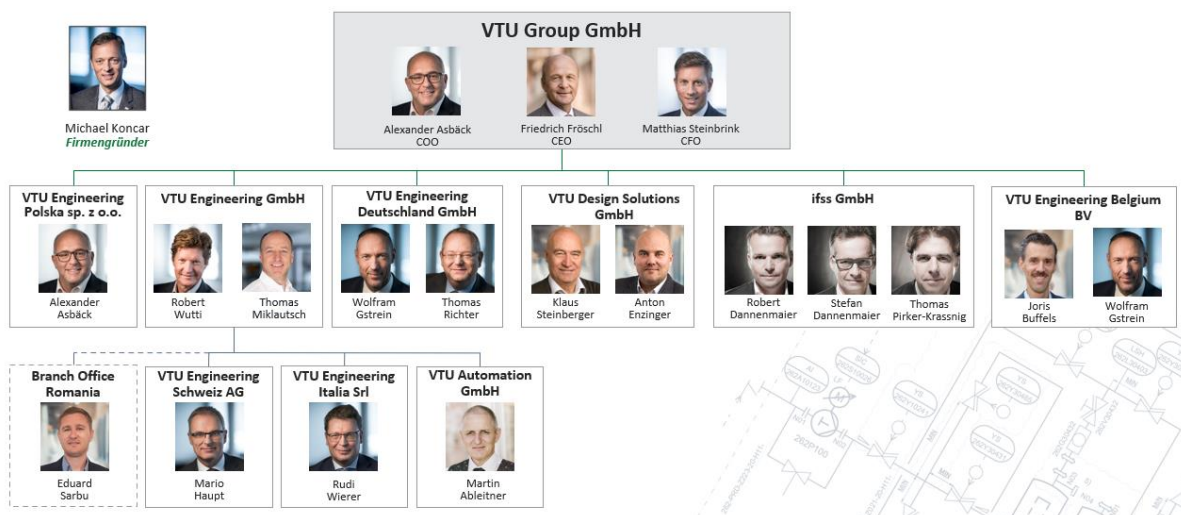 VTU Group GmbH
Michael Koncar
Firmengründer
Alexander Asbäck
COO
Friedrich Fröschl
CEO
Matthias Steinbrink
CFO
VTU Engineering
Polska sp. z o.o.
Alexander
Asbäck
VTU Engineering GmbH
Robert
Wutti
Thomas
Miklautsch
VTU Engineering
Deutschland GmbH
Wolfram
Gstrein
Thomas
Richter
VTU Design Solutions
GmbH
Klaus
Steinberger
Anton
Enzinger
ifss GmbH
Robert
Dannenmaier
Stefan
Dannenmaier
Thomas
Pirker-Krassnig
VTU Engineering Belgium
BV
Joris
Buffels
Wolfram
Gstrein
Branch Office
Romania
Eduard
Sarbu
VTU Engineering
Schweiz AG
Mario
Haupt
VTU Engineering
Italia Srl
Rudi
Wierer
VTU Automation
GmbH
Martin
Ableitner
262P100